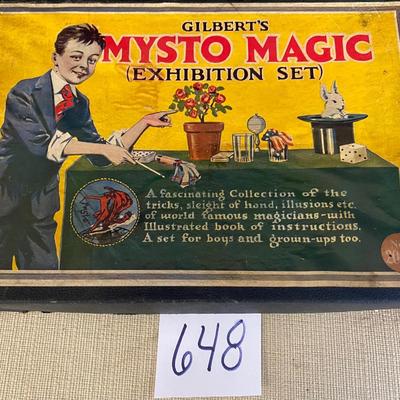 GILBERT'S
MYSTO MAGIC
(EXHIBITION SET)
A fascinating Collection of the
tricks, sleight of hand, illusions etc.
of world famous magicians-with
Illustrated book of instructions.
A set for boys and grown-ups too.
648